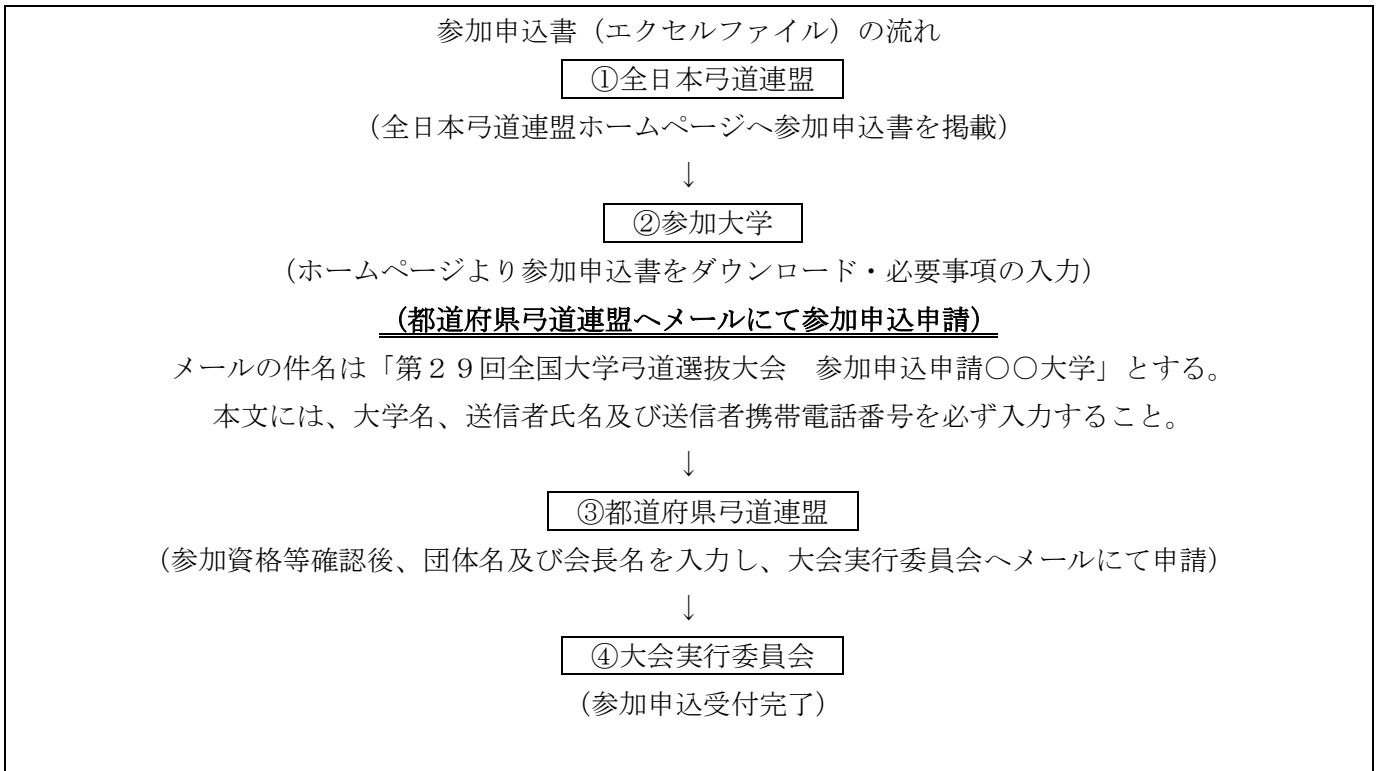 参加申込書（エクセルファイル）の流れ
①全日本弓道連盟
（全日本弓道連盟ホームページへ参加申込書を掲載）
↓
②参加大学
（ホームページより参加申込書をダウンロード・必要事項の入力）
（都道府県弓道連盟へメールにて参加申込申請）
メールの件名は「第２９回全国大学弓道選抜大会　参加申込申請○○大学」とする。
本文には、大学名、送信者氏名及び送信者携帯電話番号を必ず入力すること。
↓
③都道府県弓道連盟
（参加資格等確認後、団体名及び会長名を入力し、大会実行委員会へメールにて申請）
↓
④大会実行委員会
（参加申込受付完了）